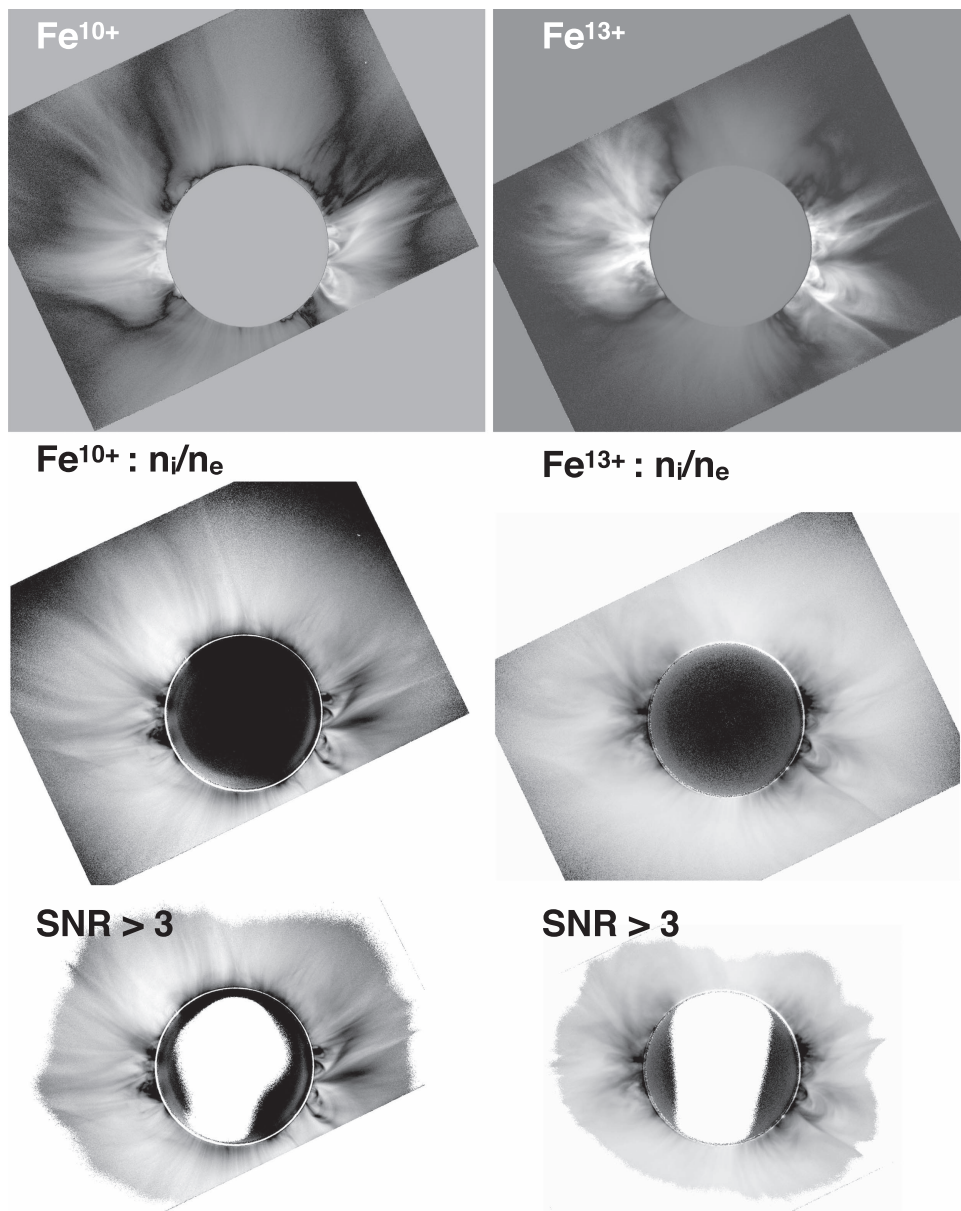 Fe10+
Fe13+
Fe10+ : ni/ne
Fe13+ : ni/ne
SNR > 3
SNR > 3